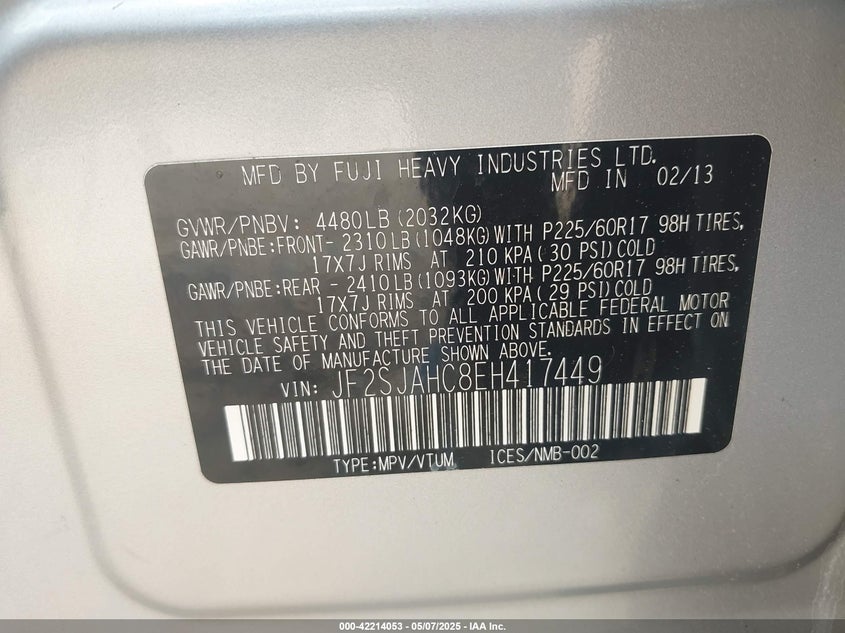 MFD BY FUJI HEAVY INDUSTRIES LTD.
MFD IN 02/13
GVWR/PNBV: 4480LB(2032KG)
GAWR/PNBE:FRONT- 2310LB(1048KG)WITH P225/60R17 98H TIRES,
17X7J RIMS AT 210 KPA(30 PSI)COLD
GAWR/PNBE:REAR - 2410LB(1093KG)WITH P225/60R17 98H TIRES,
17X7J RIMS AT 200 KPA(29 PSI)COLD
THIS VEHICLE CONFORMS TO ALL APPLICABLE FEDERAL MOTOR
VEHICLE SAFETY AND THEFT PREVENTION STANDARDS IN EFFECT ON
THE DATE OF MANUFACTURE SHOWN ABOVE.
VIN: JF2SJAHC8EH417449
TYPE:MPV/VTUM ICES/NMB-002
000-42214053 - 05/07/2025 - IAA Inc.